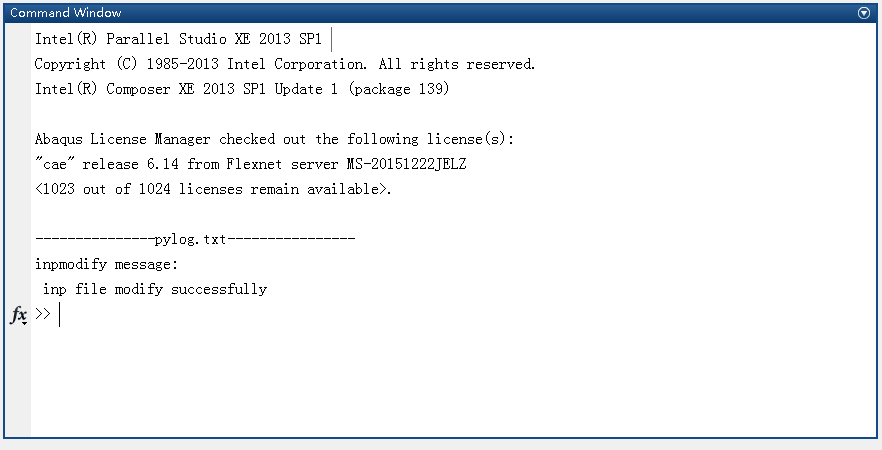 Command Window
Intel(R) Parallel Studio XE 2013 SP1
Copyright (C) 1985-2013 Intel Corporation. All rights reserved.
Intel(R) Composer XE 2013 SP1 Update 1 (package 139)
Abaqus License Manager checked out the following license(s):
"cae" release 6.14 from Flexnet server MS-20151222JELZ
<1023 out of 1024 licenses remain available>.
---------------pylog.txt----------------
inpmodify message:
inp file modify successfully
fx >>